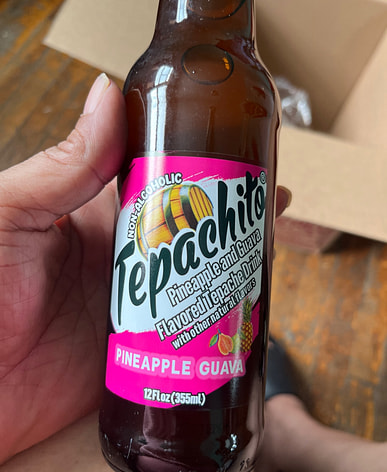 NON-ALCOHOLIC
Tepachito®
Pineapple and Guava
Flavored Tepache Drink
with other natural flavors
PINEAPPLE GUAVA
12 Fl oz (355ml)